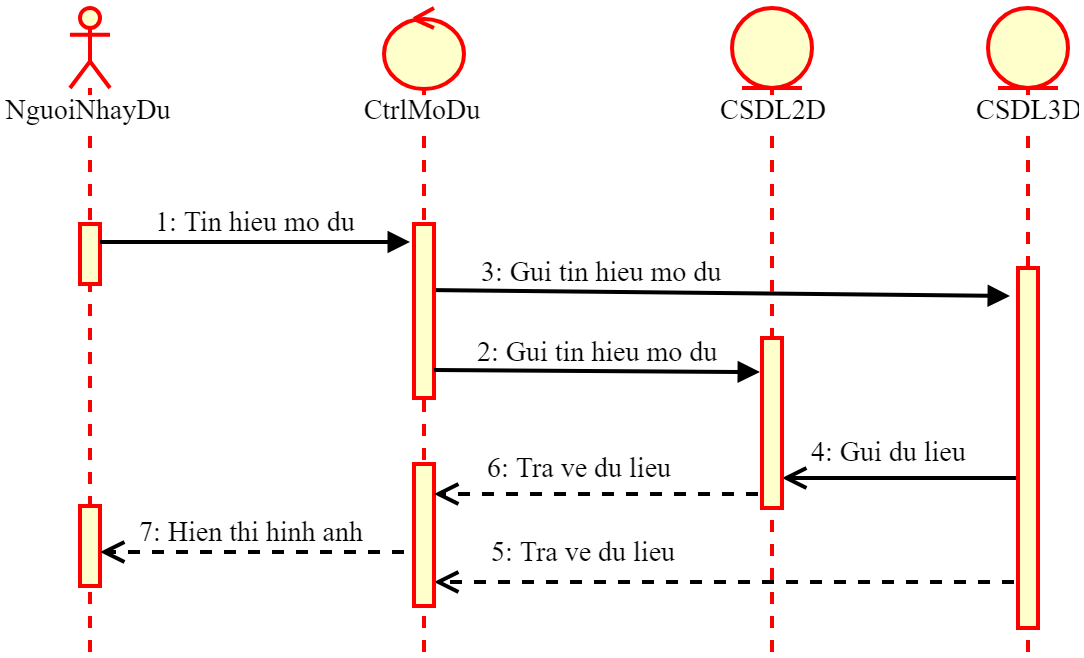 NguoiNhayDu
CtrlMoDu
CSDL2D
CSDL3D
1: Tin hieu mo du
3: Gui tin hieu mo du
2: Gui tin hieu mo du
4: Gui du lieu
6: Tra ve du lieu
7: Hien thi hinh anh
5: Tra ve du lieu